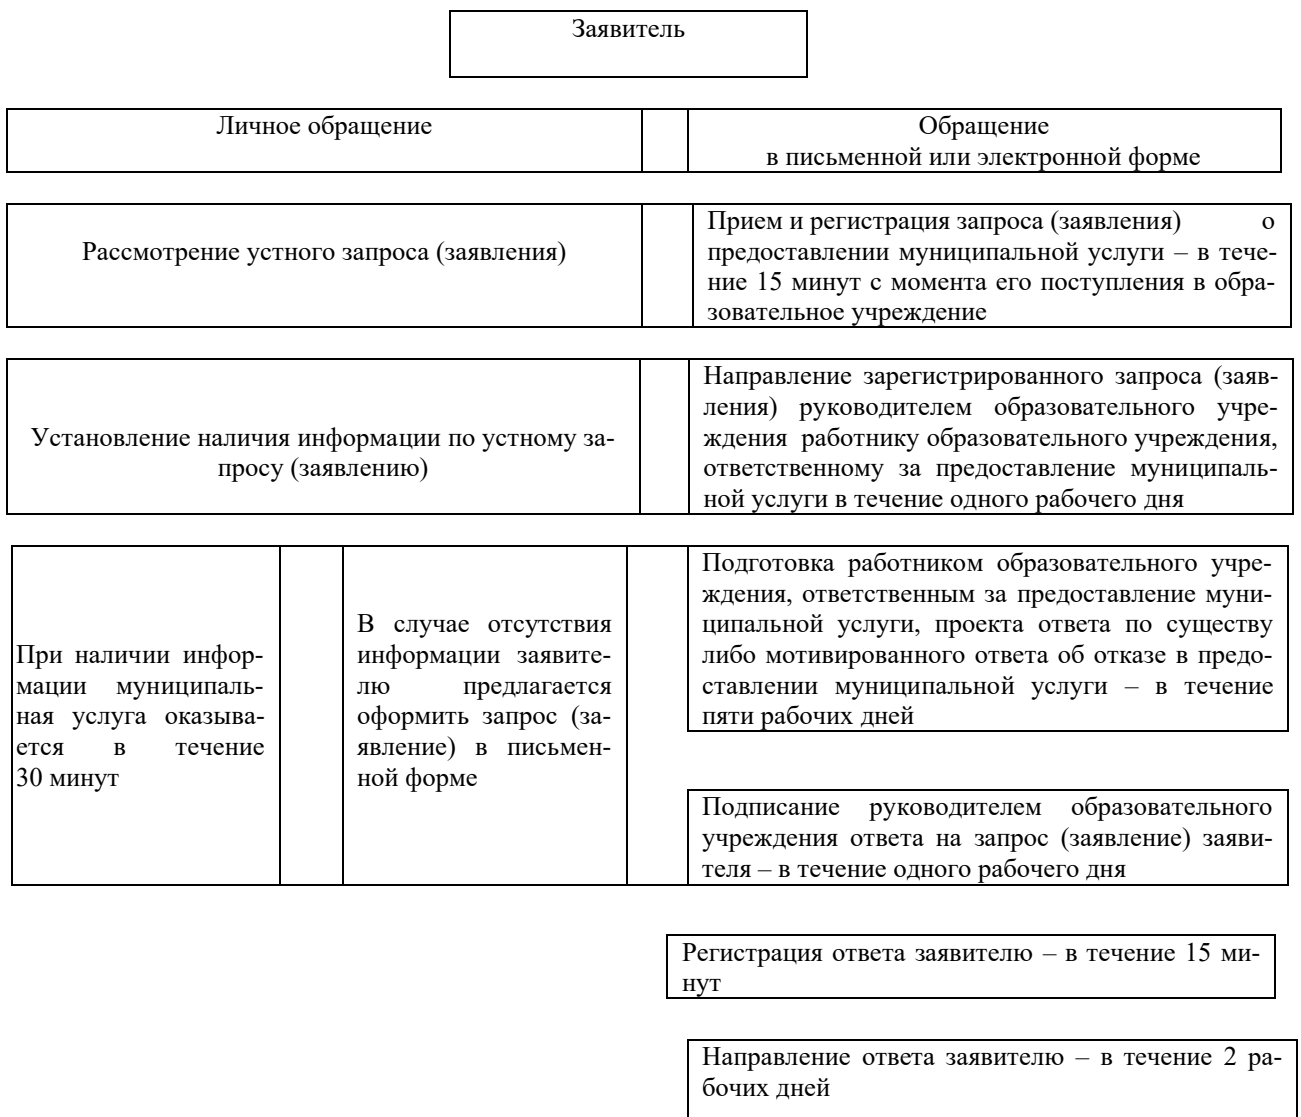 Заявитель
Личное обращение
Обращение
в письменной или электронной форме
Рассмотрение устного запроса (заявления)
Прием и регистрация запроса (заявления) о
предоставлении муниципальной услуги – в тече-
ние 15 минут с момента его поступления в обра-
зовательное учреждение
Установление наличия информации по устному за-
просу (заявлению)
Направление зарегистрированного запроса (заяв-
ления) руководителем образовательного учре-
ждения работнику образовательного учреждения,
ответственному за предоставление муниципаль-
ной услуги в течение одного рабочего дня
При наличии инфор-
мации муниципаль-
ная услуга оказыва-
ется в течение
30 минут
В случае отсутствия
информации заявите-
лю предлагается
оформить запрос (за-
явление) в письмен-
ной форме
Подготовка работником образовательного учре-
ждения, ответственным за предоставление муни-
ципальной услуги, проекта ответа по существу
либо мотивированного ответа об отказе в предо-
ставлении муниципальной услуги – в течение
пяти рабочих дней
Подписание руководителем образовательного
учреждения ответа на запрос (заявление) заяви-
теля – в течение одного рабочего дня
Регистрация ответа заявителю – в течение 15 ми-
нут
Направление ответа заявителю – в течение 2 ра-
бочих дней